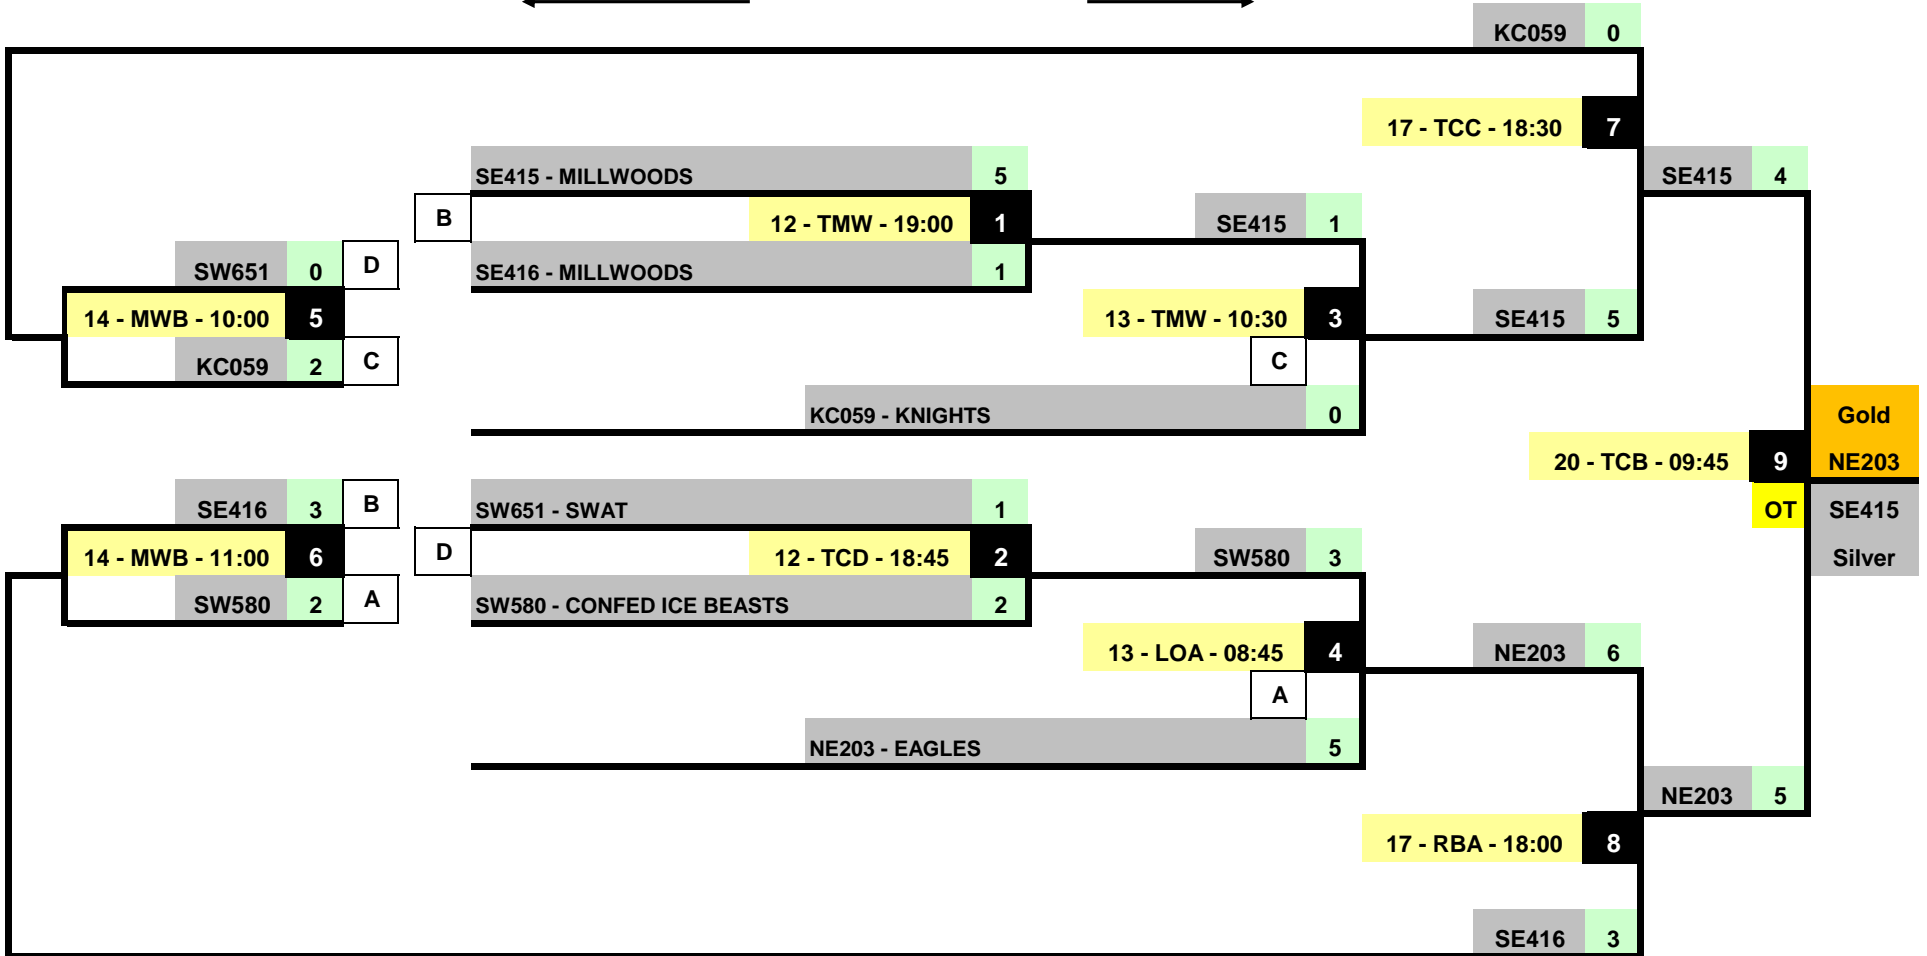 KC059 0
17 - TCC - 18:30 7
SE415 - MILLWOODS 5
SE415 4
B 12 - TMW - 19:00 1
SE415 1
SW651 0 D
SE416 - MILLWOODS 1
14 - MWB - 10:00 5
13 - TMW - 10:30 3
SE415 5
KC059 2 C
C
KC059 - KNIGHTS 0
Gold
20 - TCB - 09:45 9 NE203
SE416 3 B
SW651 - SWAT 1
OT SE415
14 - MWB - 11:00 6
D 12 - TCD - 18:45 2
SW580 3
Silver
SW580 2 A
SW580 - CONFED ICE BEASTS 2
13 - LOA - 08:45 4
NE203 6
A
NE203 - EAGLES 5
NE203 5
17 - RBA - 18:00 8
SE416 3